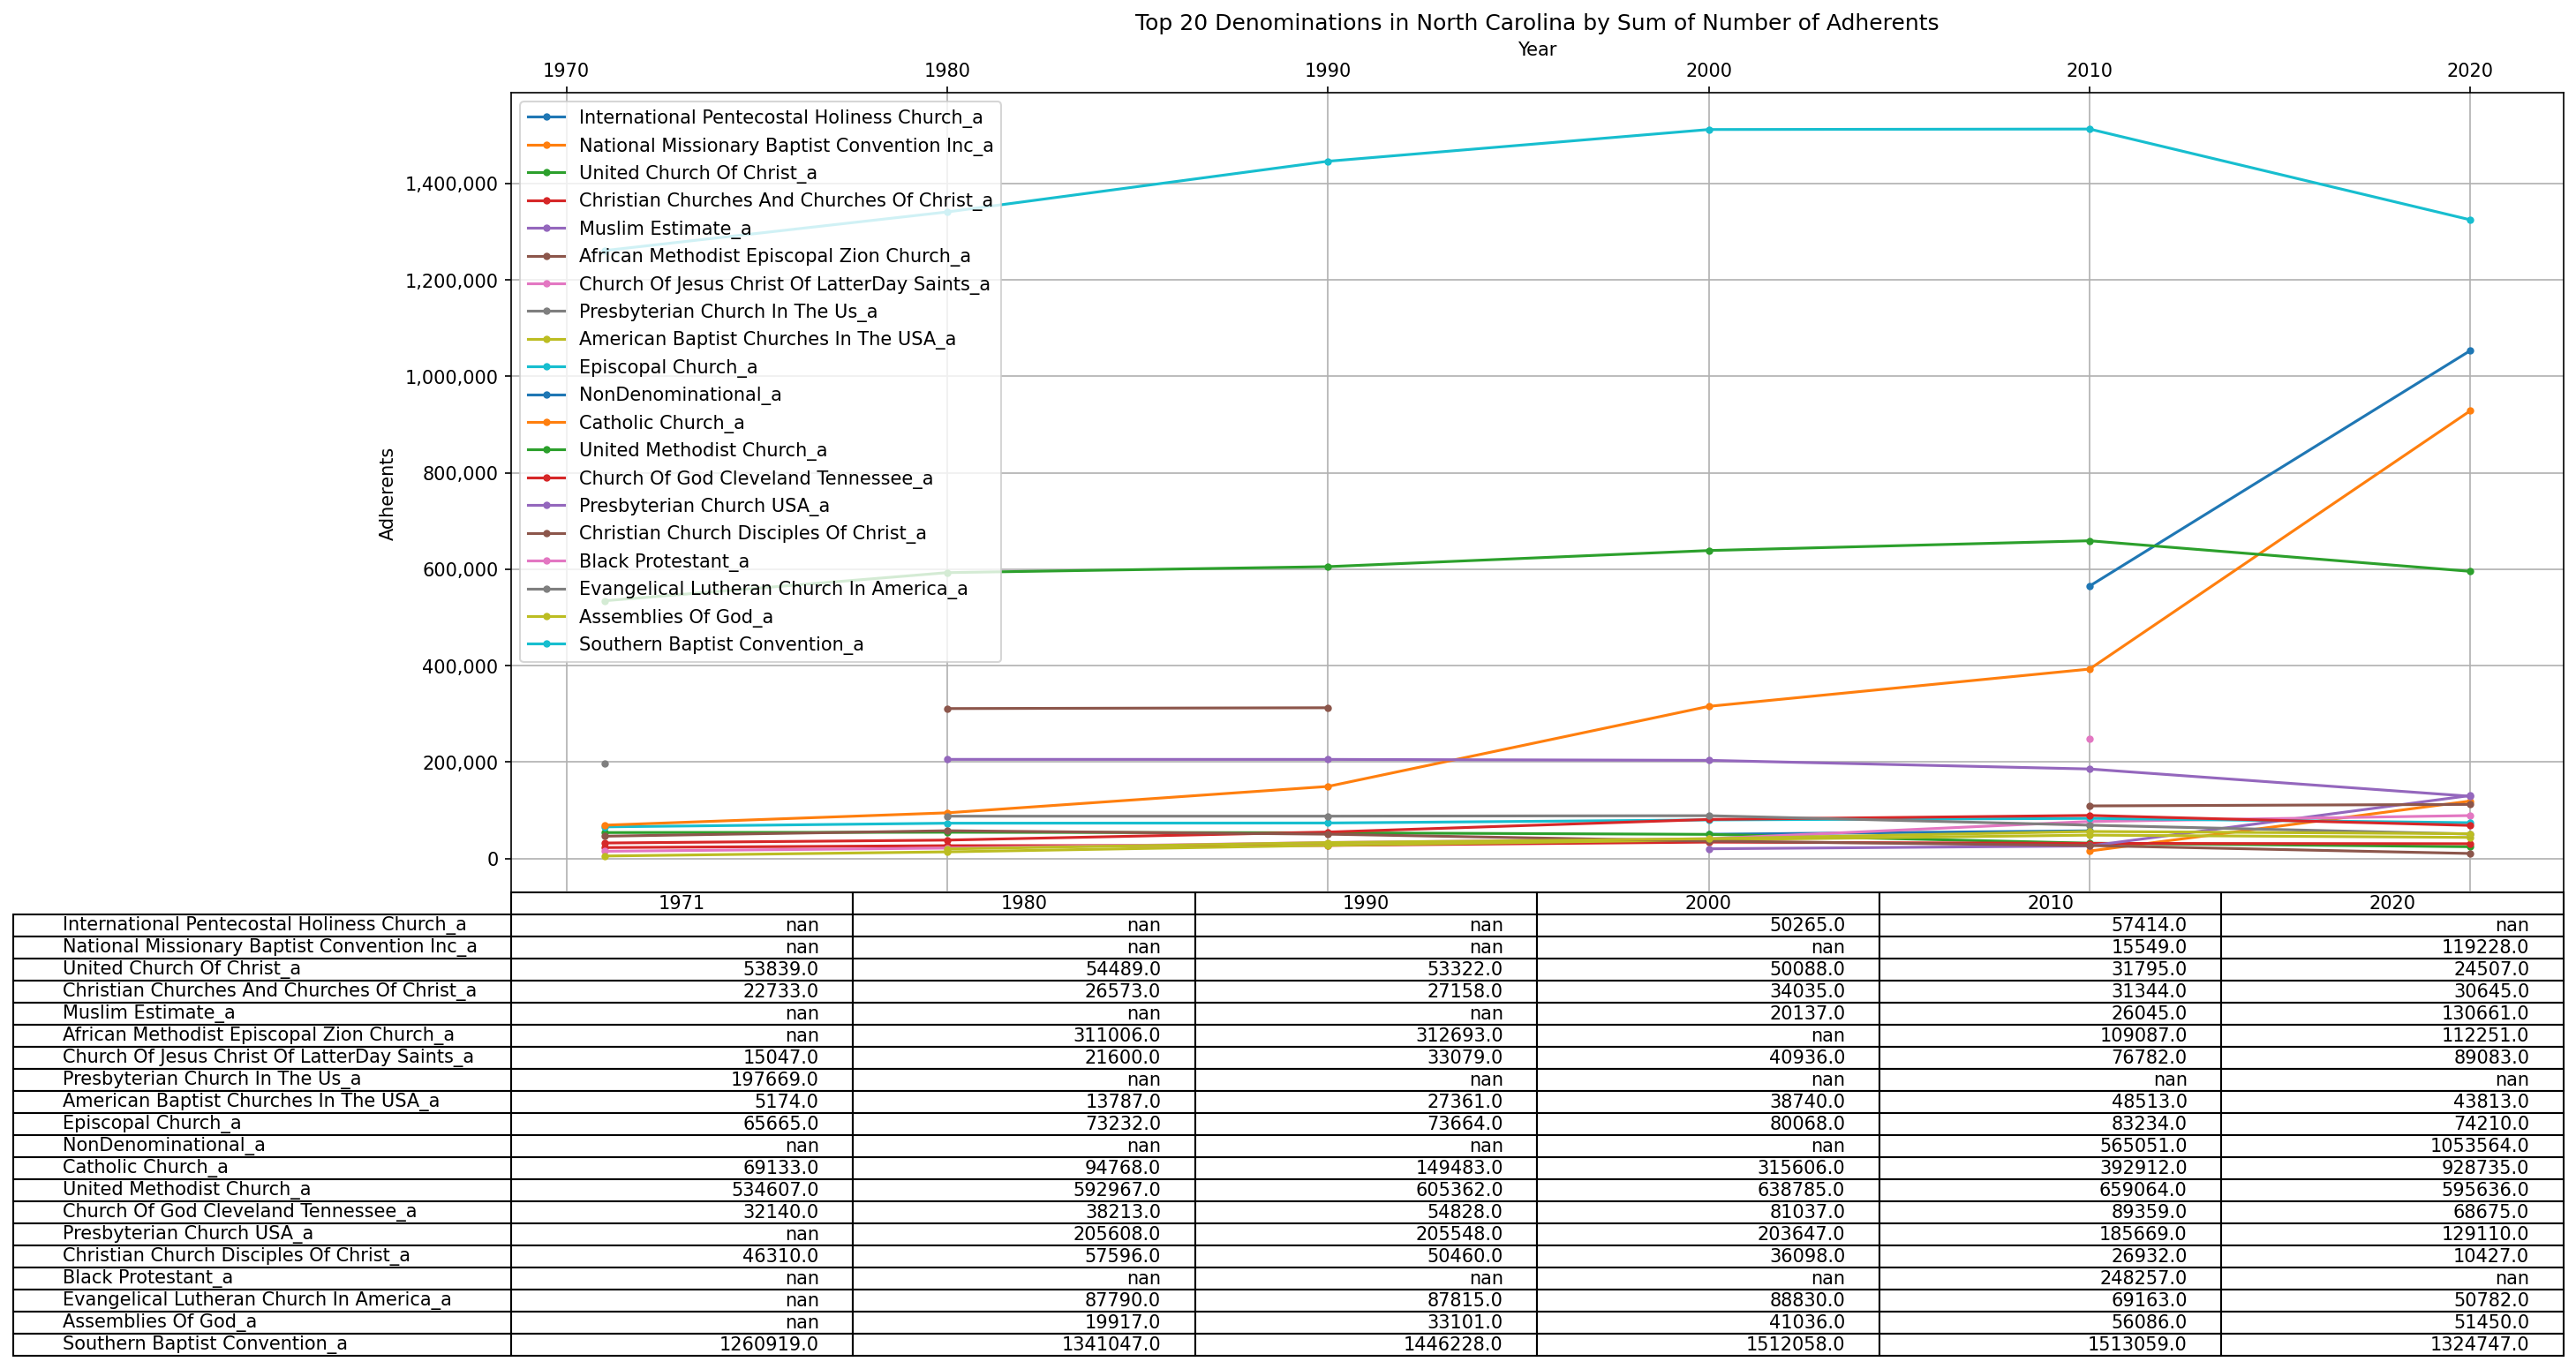 Top 20 Denominations in North Carolina by Sum of Number of Adherents
Year
1970 1980 1990 2000 2010 2020
International Pentecostal Holiness Church_a
National Missionary Baptist Convention Inc_a
United Church Of Christ_a
Christian Churches And Churches Of Christ_a
Muslim Estimate_a
African Methodist Episcopal Zion Church_a
Church Of Jesus Christ Of LatterDay Saints_a
Presbyterian Church In The Us_a
American Baptist Churches In The USA_a
Episcopal Church_a
NonDenominational_a
Catholic Church_a
United Methodist Church_a
Church Of God Cleveland Tennessee_a
Presbyterian Church USA_a
Christian Church Disciples Of Christ_a
Black Protestant_a
Evangelical Lutheran Church In America_a
Assemblies Of God_a
Southern Baptist Convention_a
Adherents
1,400,000
1,200,000
1,000,000
800,000
600,000
400,000
200,000
0
1971 1980 1990 2000 2010 2020
International Pentecostal Holiness Church_a nan nan nan 50265.0 57414.0 nan
National Missionary Baptist Convention Inc_a nan nan nan nan 15549.0 119228.0
United Church Of Christ_a 53839.0 54489.0 53322.0 50088.0 31795.0 24507.0
Christian Churches And Churches Of Christ_a 22733.0 26573.0 27158.0 34035.0 31344.0 30645.0
Muslim Estimate_a nan nan nan 20137.0 26045.0 130661.0
African Methodist Episcopal Zion Church_a nan 311006.0 312693.0 nan 109087.0 112251.0
Church Of Jesus Christ Of LatterDay Saints_a 15047.0 21600.0 33079.0 40936.0 76782.0 89083.0
Presbyterian Church In The Us_a 197669.0 nan nan nan nan nan
American Baptist Churches In The USA_a 5174.0 13787.0 27361.0 38740.0 48513.0 43813.0
Episcopal Church_a 65665.0 73232.0 73664.0 80068.0 83234.0 74210.0
NonDenominational_a nan nan nan nan 565051.0 1053564.0
Catholic Church_a 69133.0 94768.0 149483.0 315606.0 392912.0 928735.0
United Methodist Church_a 534607.0 592967.0 605362.0 638785.0 659064.0 595636.0
Church Of God Cleveland Tennessee_a 32140.0 38213.0 54828.0 81037.0 89359.0 68675.0
Presbyterian Church USA_a nan 205608.0 205548.0 203647.0 185669.0 129110.0
Christian Church Disciples Of Christ_a 46310.0 57596.0 50460.0 36098.0 26932.0 10427.0
Black Protestant_a nan nan nan nan 248257.0 nan
Evangelical Lutheran Church In America_a nan 87790.0 87815.0 88830.0 69163.0 50782.0
Assemblies Of God_a nan 19917.0 33101.0 41036.0 56086.0 51450.0
Southern Baptist Convention_a 1260919.0 1341047.0 1446228.0 1512058.0 1513059.0 1324747.0